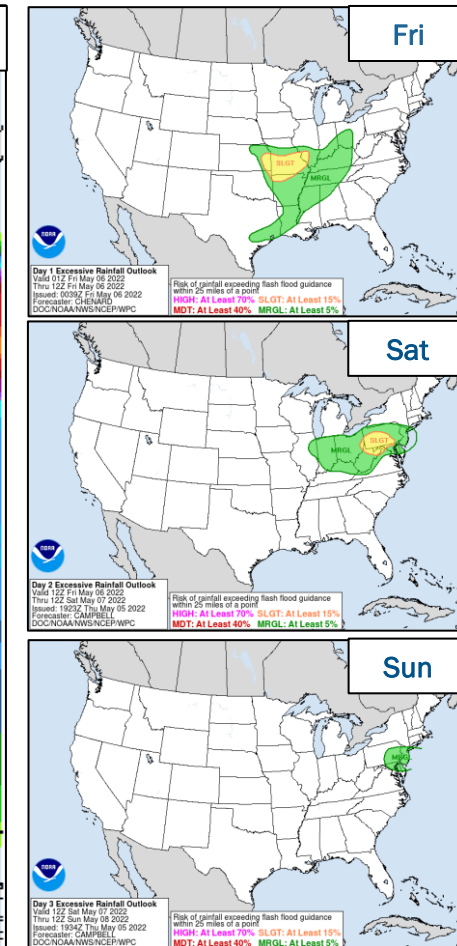 Fri
SLGT
MRGL
NOAA
Day 1 Excessive Rainfall Outlook
Valid 01Z Fri May 06 2022
Thru 12Z Fri May 06 2022
Issued: 0039Z Fri May 06 2022
Forecaster: CHENARD
DOC/NOAA/NWS/NCEP/WPC
Risk of rainfall exceeding flash flood guidance
within 25 miles of a point
HIGH: At Least 70% SLGT: At Least 15%
MDT: At Least 40% MRGL: At Least 5%
Sat
SLGT
MRGL
NOAA
Day 2 Excessive Rainfall Outlook
Valid 12Z Fri May 06 2022
Thru 12Z Sat May 07 2022
Issued: 1923Z Thu May 05 2022
Forecaster: CAMPBELL
DOC/NOAA/NWS/NCEP/WPC
Risk of rainfall exceeding flash flood guidance
within 25 miles of a point
HIGH: At Least 70% SLGT: At Least 15%
MDT: At Least 40% MRGL: At Least 5%
Sun
MRGL
NOAA
Day 3 Excessive Rainfall Outlook
Valid 12Z Sat May 07 2022
Thru 12Z Sun May 08 2022
Issued: 1934Z Thu May 05 2022
Forecaster: CAMPBELL
DOC/NOAA/NWS/NCEP/WPC
Risk of rainfall exceeding flash flood guidance
within 25 miles of a point
HIGH: At Least 70% SLGT: At Least 15%
MDT: At Least 40% MRGL: At Least 5%